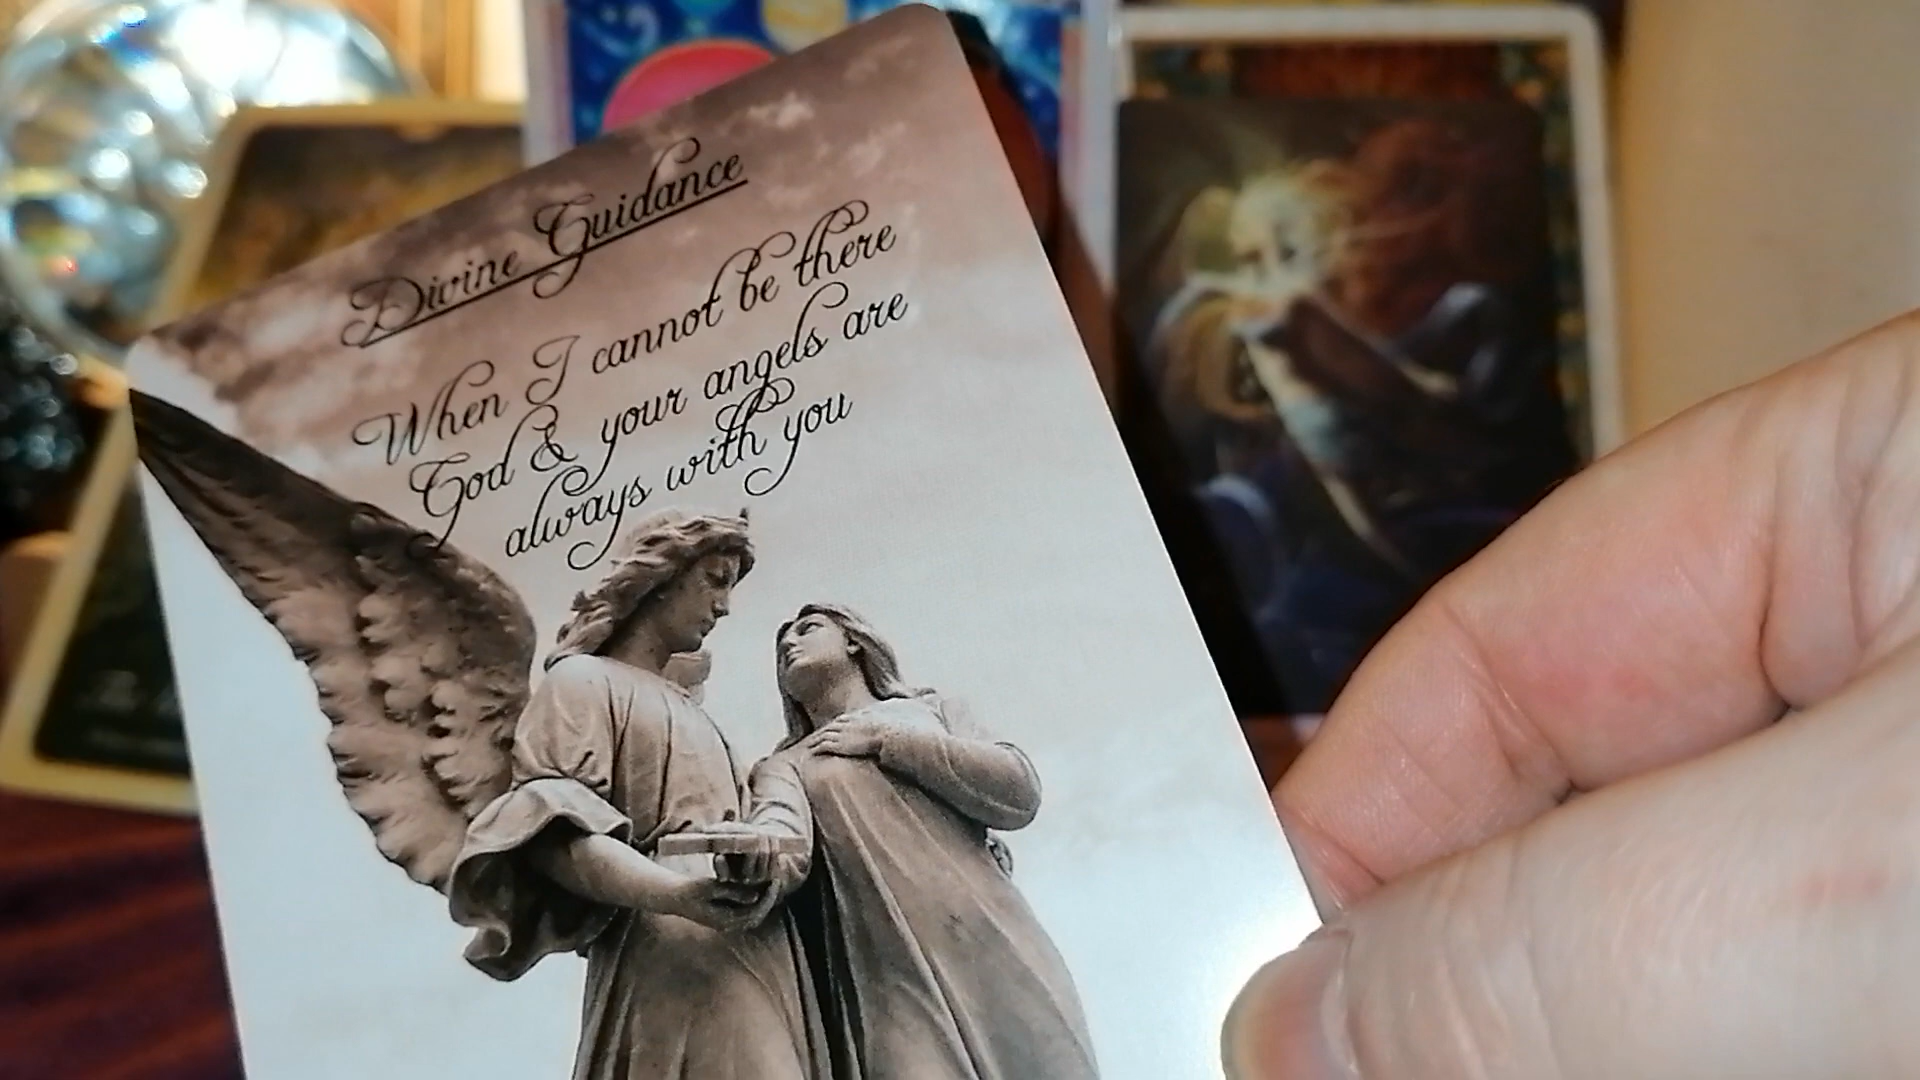 Divine Guidance
When I cannot be there
God & your angels are
always with you